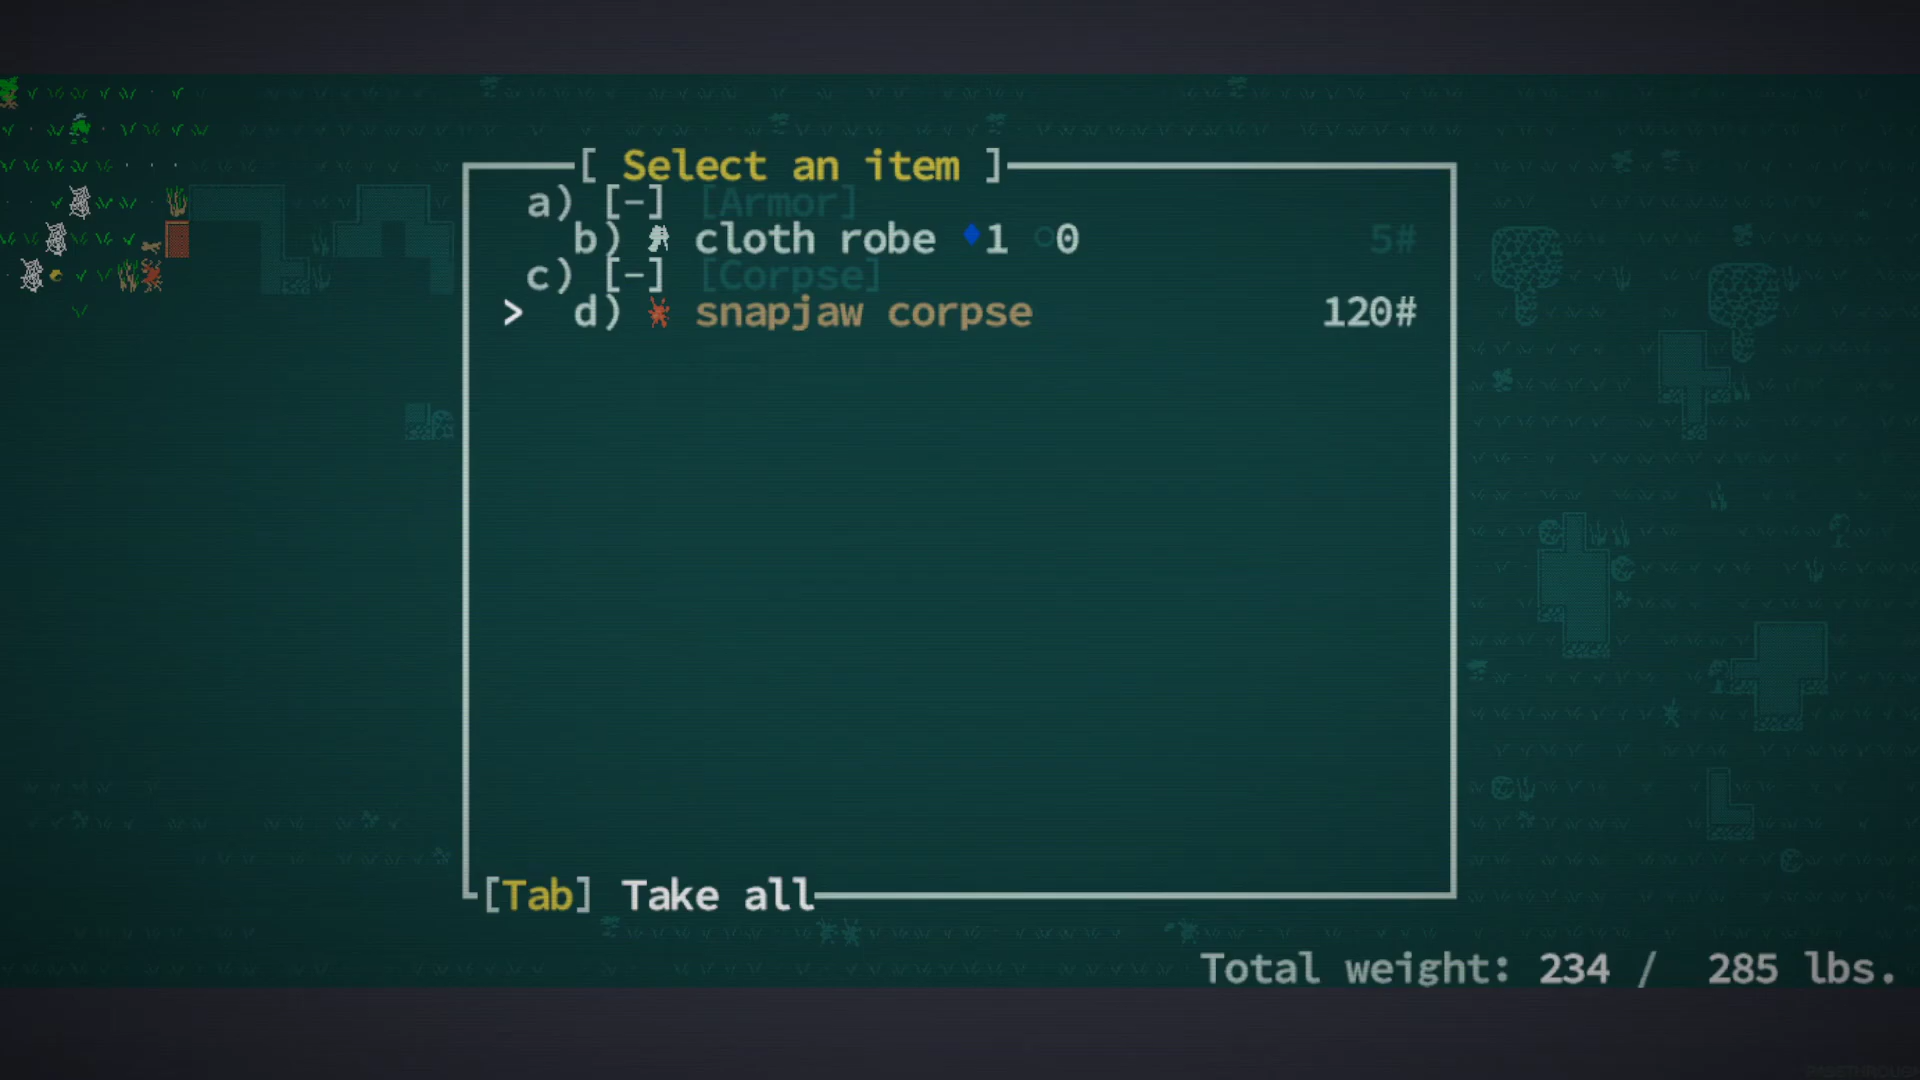 [ Select an item ]
a) [-] [Armor]
b) cloth robe ♦1 ○0 5#
c) [-] [Corpse]
> d) snapjaw corpse 120#
[Tab] Take all
Total weight: 234 / 285 lbs.
PASSTHROUGH